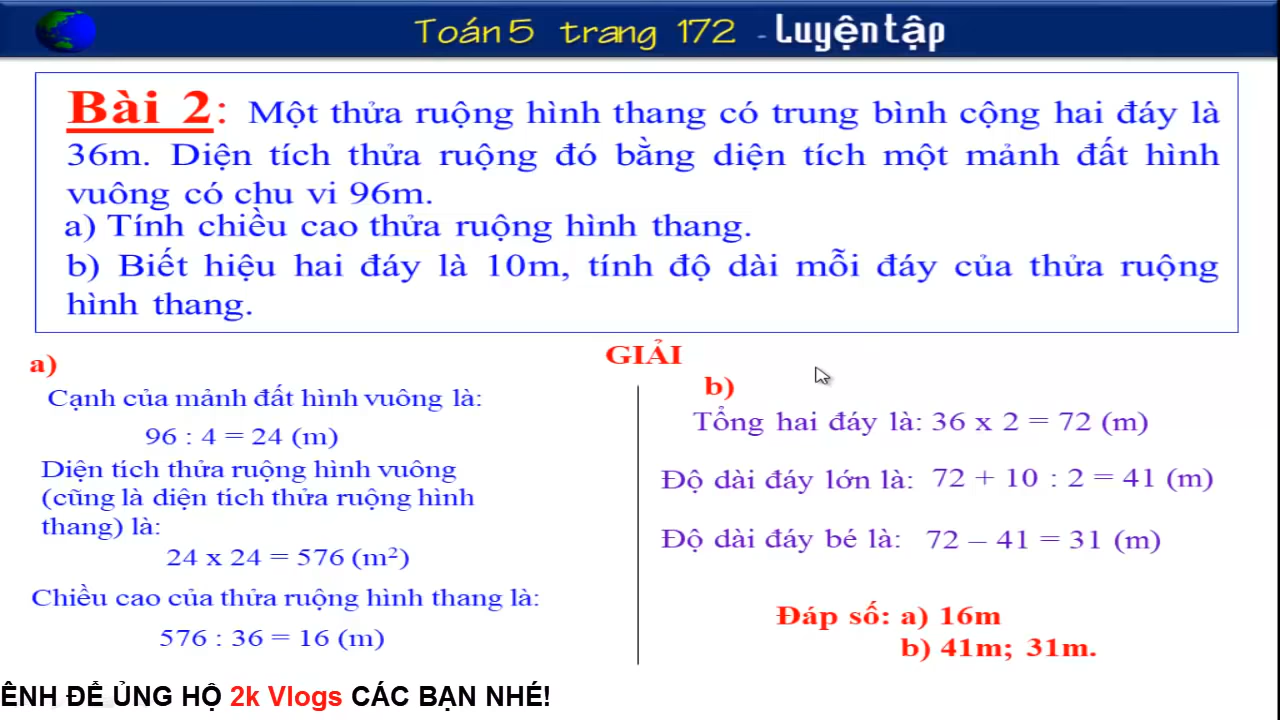 Toán 5 trang 172 - Luyện tập
Bài 2: Một thửa ruộng hình thang có trung bình cộng hai đáy là
36m. Diện tích thửa ruộng đó bằng diện tích một mảnh đất hình
vuông có chu vi 96m.
a) Tính chiều cao thửa ruộng hình thang.
b) Biết hiệu hai đáy là 10m, tính độ dài mỗi đáy của thửa ruộng
hình thang.
GIẢI
a)
Cạnh của mảnh đất hình vuông là:
96 : 4 = 24 (m)
Diện tích thửa ruộng hình vuông
(cũng là diện tích thửa ruộng hình
thang) là:
24 x 24 = 576 (m²)
Chiều cao của thửa ruộng hình thang là:
576 : 36 = 16 (m)
b)
Tổng hai đáy là: 36 x 2 = 72 (m)
Độ dài đáy lớn là: 72 + 10 : 2 = 41 (m)
Độ dài đáy bé là: 72 – 41 = 31 (m)
Đáp số: a) 16m
b) 41m; 31m.
ÊNH ĐỂ ỦNG HỘ 2k Vlogs CÁC BẠN NHÉ!